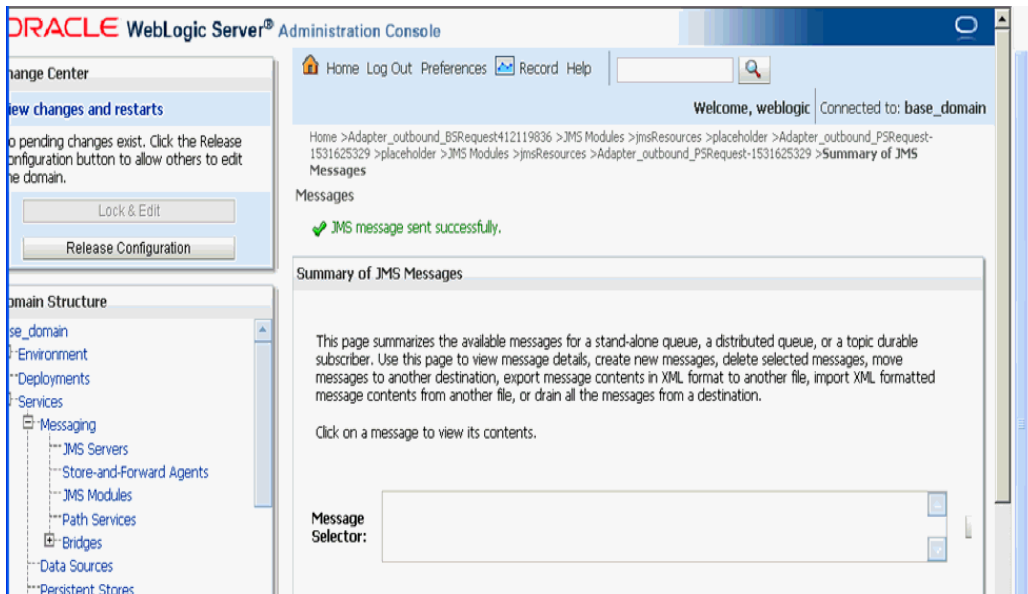 ORACLE WebLogic Server® Administration Console
hange Center
iew changes and restarts
o pending changes exist. Click the Release
onfiguration button to allow others to edit
he domain.
Lock & Edit
Release Configuration
omain Structure
se_domain
Environment
Deployments
Services
Messaging
JMS Servers
Store-and-Forward Agents
JMS Modules
Path Services
Bridges
Data Sources
Persistent Stores
Home Log Out Preferences Record Help
Welcome, weblogic Connected to: base_domain
Home >Adapter_outbound_BSRequest412119836 >JMS Modules >jmsResources >placeholder >Adapter_outbound_PSRequest-
1531625329 >placeholder >JMS Modules >jmsResources >Adapter_outbound_PSRequest-1531625329 >Summary of JMS
Messages
Messages
JMS message sent successfully.
Summary of JMS Messages
This page summarizes the available messages for a stand-alone queue, a distributed queue, or a topic durable
subscriber. Use this page to view message details, create new messages, delete selected messages, move
messages to another destination, export message contents in XML format to another file, import XML formatted
message contents from another file, or drain all the messages from a destination.
Click on a message to view its contents.
Message
Selector: